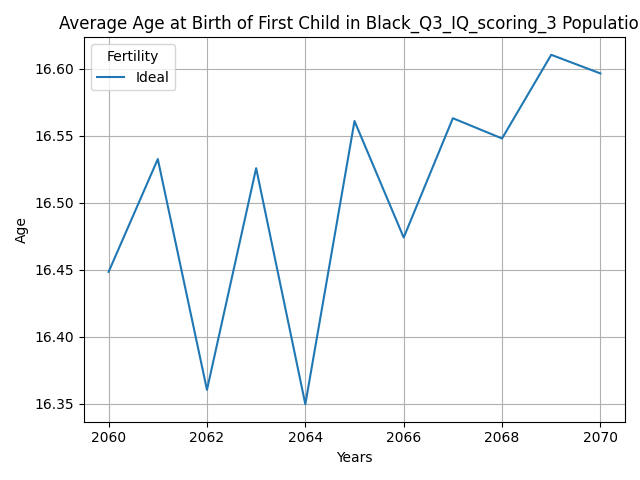 Average Age at Birth of First Child in Black_Q3_IQ_scoring_3 Populatio
Fertility
Ideal
16.60
16.55
16.50
16.45
16.40
16.35
Age
2060 2062 2064 2066 2068 2070
Years